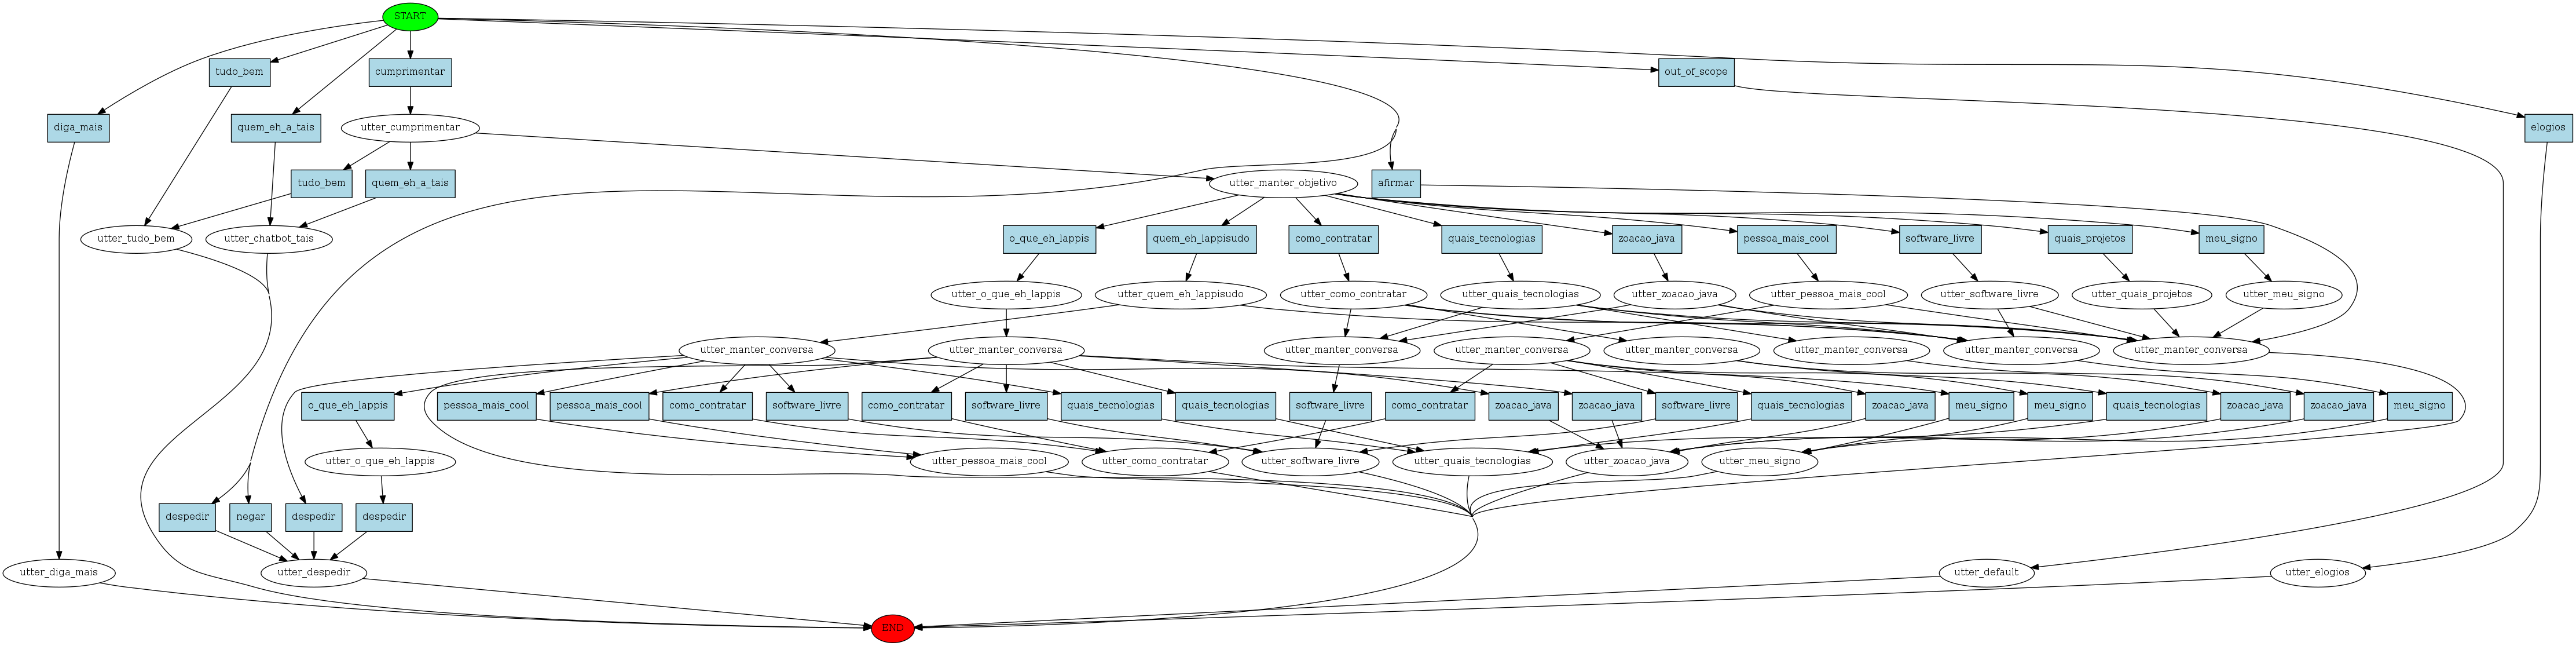 START
tudo_bem
cumprimentar
out_of_scope
diga_mais
quem_eh_a_tais
utter_cumprimentar
elogios
tudo_bem
quem_eh_a_tais
utter_manter_objetivo
afirmar
utter_tudo_bem
utter_chatbot_tais
o_que_eh_lappis
quem_eh_lappisudo
como_contratar
quais_tecnologias
zoacao_java
pessoa_mais_cool
software_livre
quais_projetos
meu_signo
utter_o_que_eh_lappis
utter_quem_eh_lappisudo
utter_como_contratar
utter_quais_tecnologias
utter_zoacao_java
utter_pessoa_mais_cool
utter_software_livre
utter_quais_projetos
utter_meu_signo
utter_manter_conversa
utter_manter_conversa
utter_manter_conversa
utter_manter_conversa
utter_manter_conversa
utter_manter_conversa
utter_manter_conversa
utter_manter_conversa
o_que_eh_lappis
pessoa_mais_cool
pessoa_mais_cool
como_contratar
software_livre
como_contratar
software_livre
quais_tecnologias
quais_tecnologias
software_livre
como_contratar
zoacao_java
zoacao_java
software_livre
quais_tecnologias
zoacao_java
meu_signo
meu_signo
quais_tecnologias
zoacao_java
zoacao_java
meu_signo
utter_o_que_eh_lappis
utter_pessoa_mais_cool
utter_como_contratar
utter_software_livre
utter_quais_tecnologias
utter_zoacao_java
utter_meu_signo
despedir
negar
despedir
despedir
utter_diga_mais
utter_despedir
utter_default
utter_elogios
END